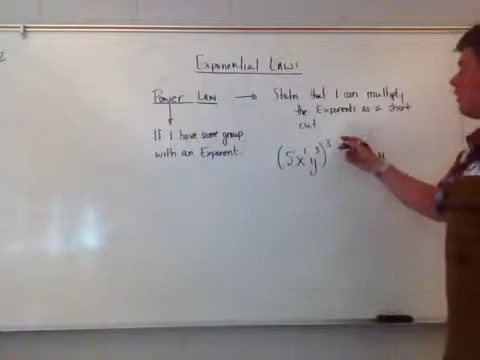 Exponential Laws
Power Law → States that I can multiply
the Exponents as a short
cut
If I have some group
with an Exponent.
(5x¹y³)³